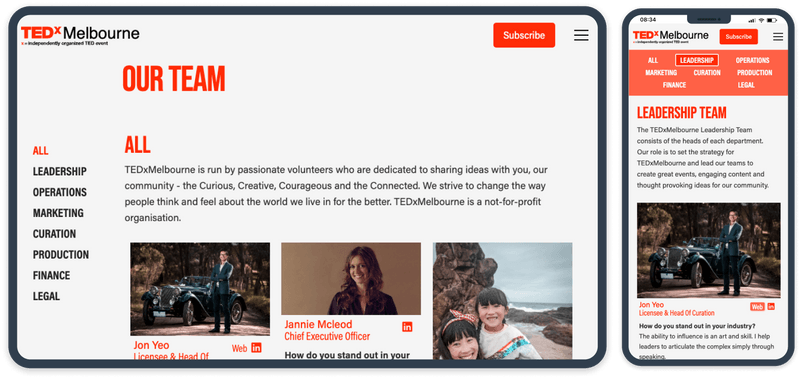 TEDxMelbourne
x = independently organized TED event
Subscribe
OUR TEAM
ALL
LEADERSHIP
OPERATIONS
MARKETING
CURATION
PRODUCTION
FINANCE
LEGAL
ALL
TEDxMelbourne is run by passionate volunteers who are dedicated to sharing ideas with you, our
community - the Curious, Creative, Courageous and the Connected. We strive to change the way
people think and feel about the world we live in for the better. TEDxMelbourne is a not-for-profit
organisation.
Jon Yeo Web in
Licensee & Head Of
Jannie Mcleod in
Chief Executive Officer
How do you stand out in your
08:34
TEDxMelbourne
x = independently organized TED event
Subscribe
ALL LEADERSHIP OPERATIONS
MARKETING CURATION PRODUCTION
FINANCE LEGAL
LEADERSHIP TEAM
The TEDxMelbourne Leadership Team
consists of the heads of each department.
Our role is to set the strategy for
TEDxMelbourne and lead our teams to
create great events, engaging content and
thought provoking ideas for our community.
Jon Yeo Web in
Licensee & Head Of Curation
How do you stand out in your industry?
The ability to influence is an art and skill. I help
leaders to articulate the complex simply through
speaking.